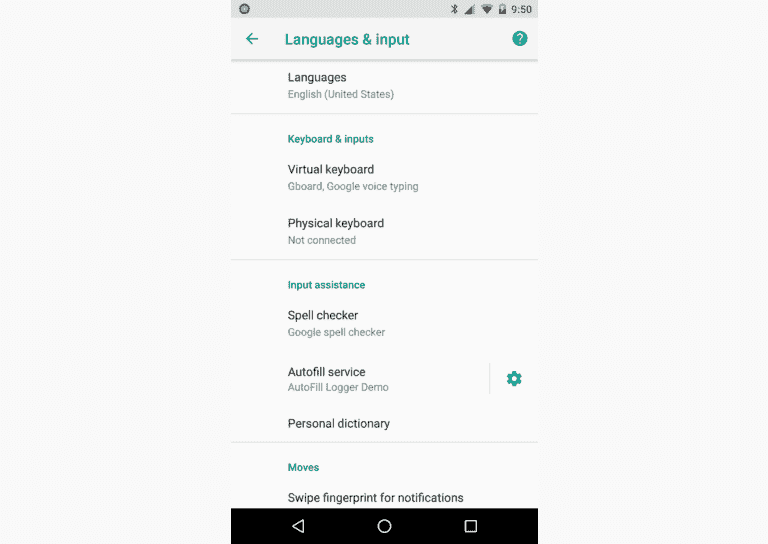 9:50
Languages & input
?
Languages
English (United States)
Keyboard & inputs
Virtual keyboard
Gboard, Google voice typing
Physical keyboard
Not connected
Input assistance
Spell checker
Google spell checker
Autofill service
AutoFill Logger Demo
Personal dictionary
Moves
Swipe fingerprint for notifications